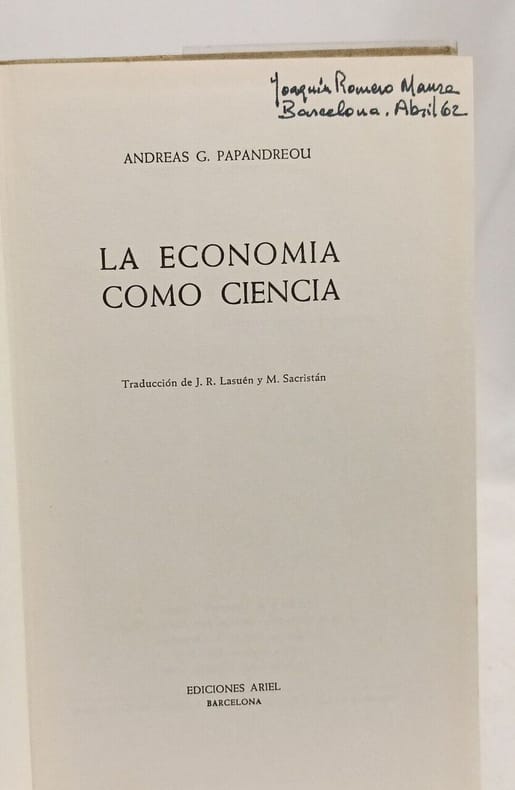 Joaquín Romero Maura
Barcelona. Abril 62
ANDREAS G. PAPANDREOU
LA ECONOMIA
COMO CIENCIA
Traducción de J. R. Lasuén y M. Sacristán
EDICIONES ARIEL
BARCELONA